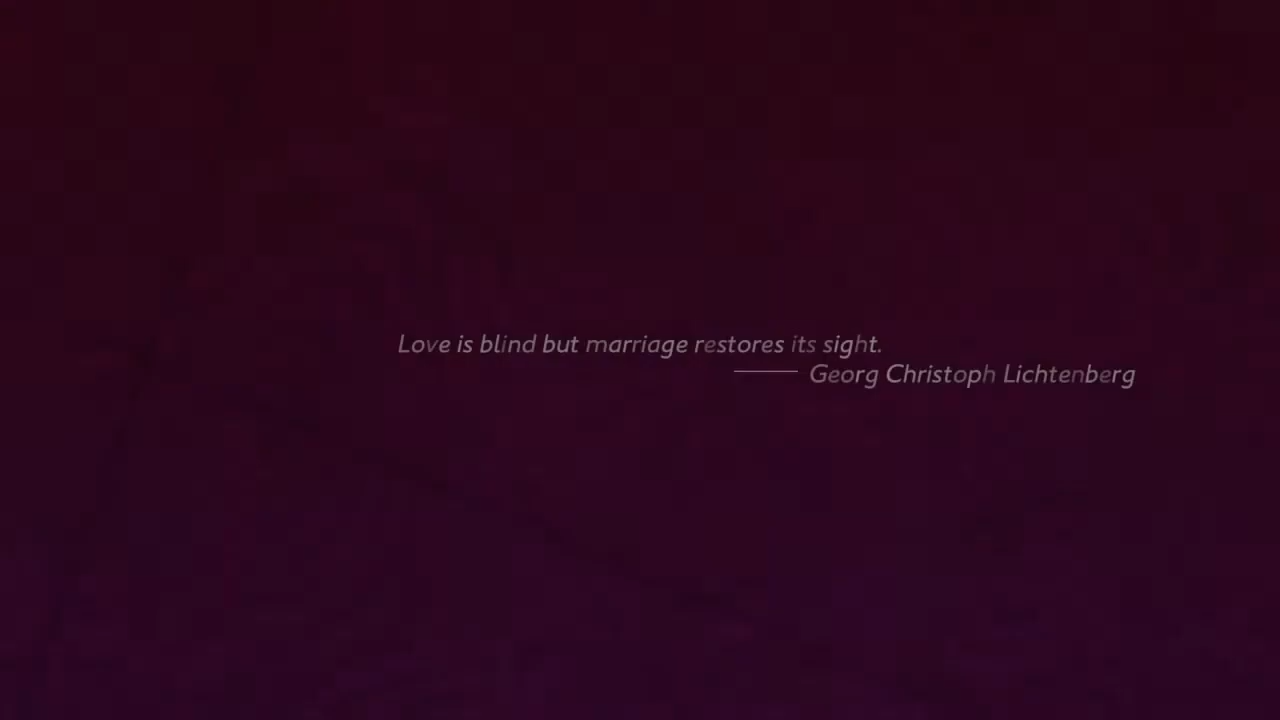 Love is blind but marriage restores its sight.
—— Georg Christoph Lichtenberg